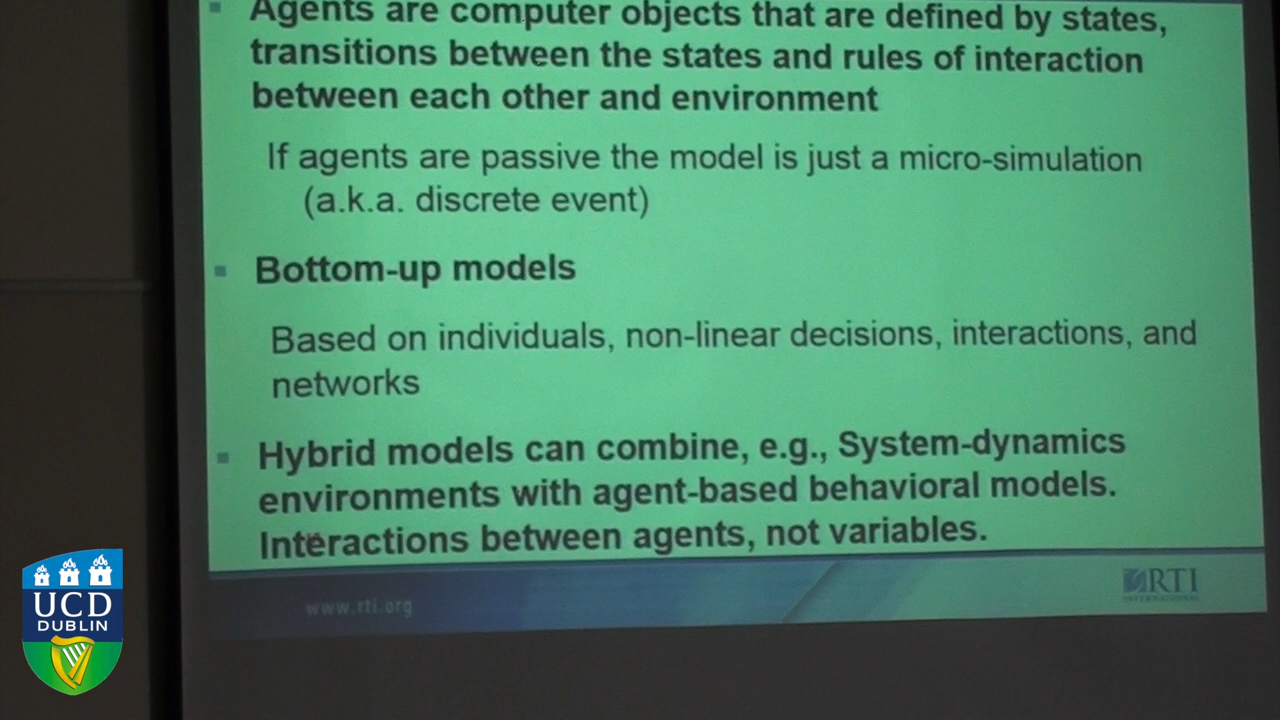 Agents are computer objects that are defined by states,
transitions between the states and rules of interaction
between each other and environment
If agents are passive the model is just a micro-simulation
(a.k.a. discrete event)
Bottom-up models
Based on individuals, non-linear decisions, interactions, and
networks
Hybrid models can combine, e.g., System-dynamics
environments with agent-based behavioral models.
Interactions between agents, not variables.
www.rti.org
RTI
INTERNATIONAL
UCD
DUBLIN